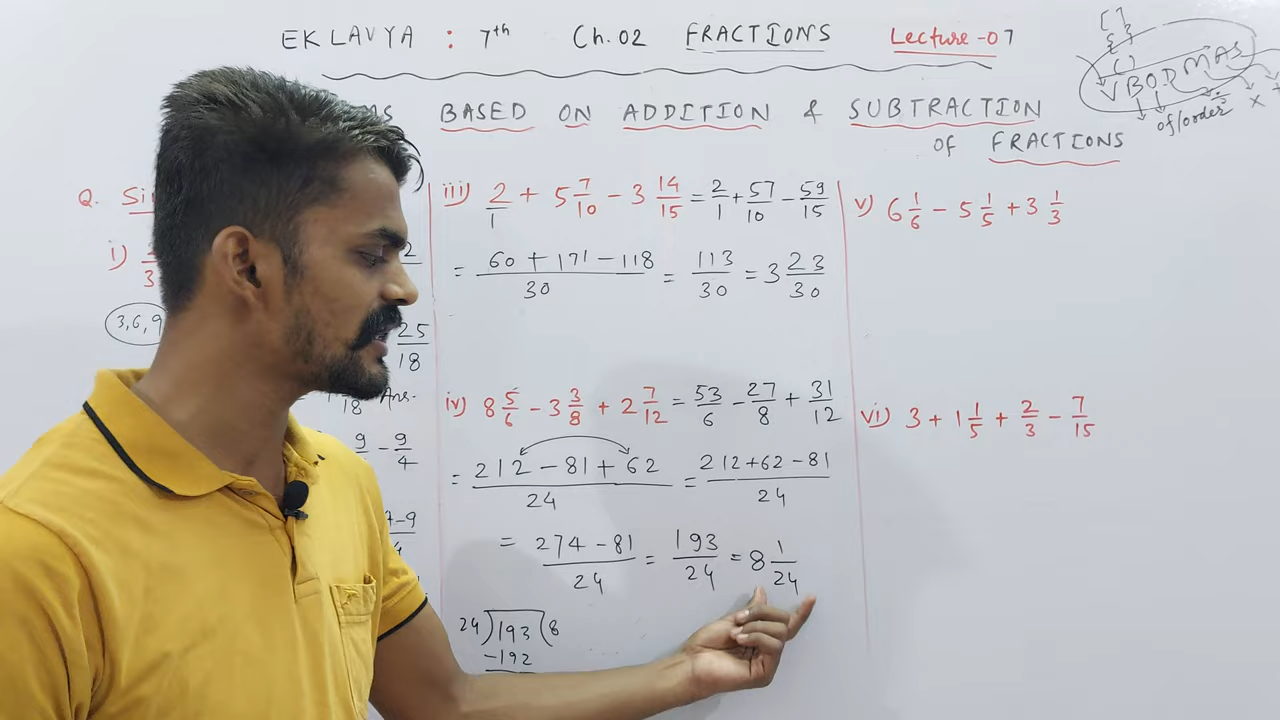 EKLAVYA : 7th Ch.02 FRACTIONS Lecture-07
[ ]
{ }
( )
VBODMAS
of/order ÷ × +
BASED ON ADDITION & SUBTRACTION
of FRACTIONS
Q. Si
i)
3
3,6,9
2
25/18
18 Ans.
9 - 9/4
7-9
iii) 2/1 + 5 7/10 - 3 14/15 = 2/1 + 57/10 - 59/15
= (60 + 171 - 118)/30 = 113/30 = 3 23/30
iv) 8 5/6 - 3 3/8 + 2 7/12 = 53/6 - 27/8 + 31/12
= (212 - 81 + 62)/24 = (212+62-81)/24
= (274 - 81)/24 = 193/24 = 8 1/24
24)193(8
-192
v) 6 1/6 - 5 1/5 + 3 1/3
vi) 3 + 1 1/5 + 2/3 - 7/15